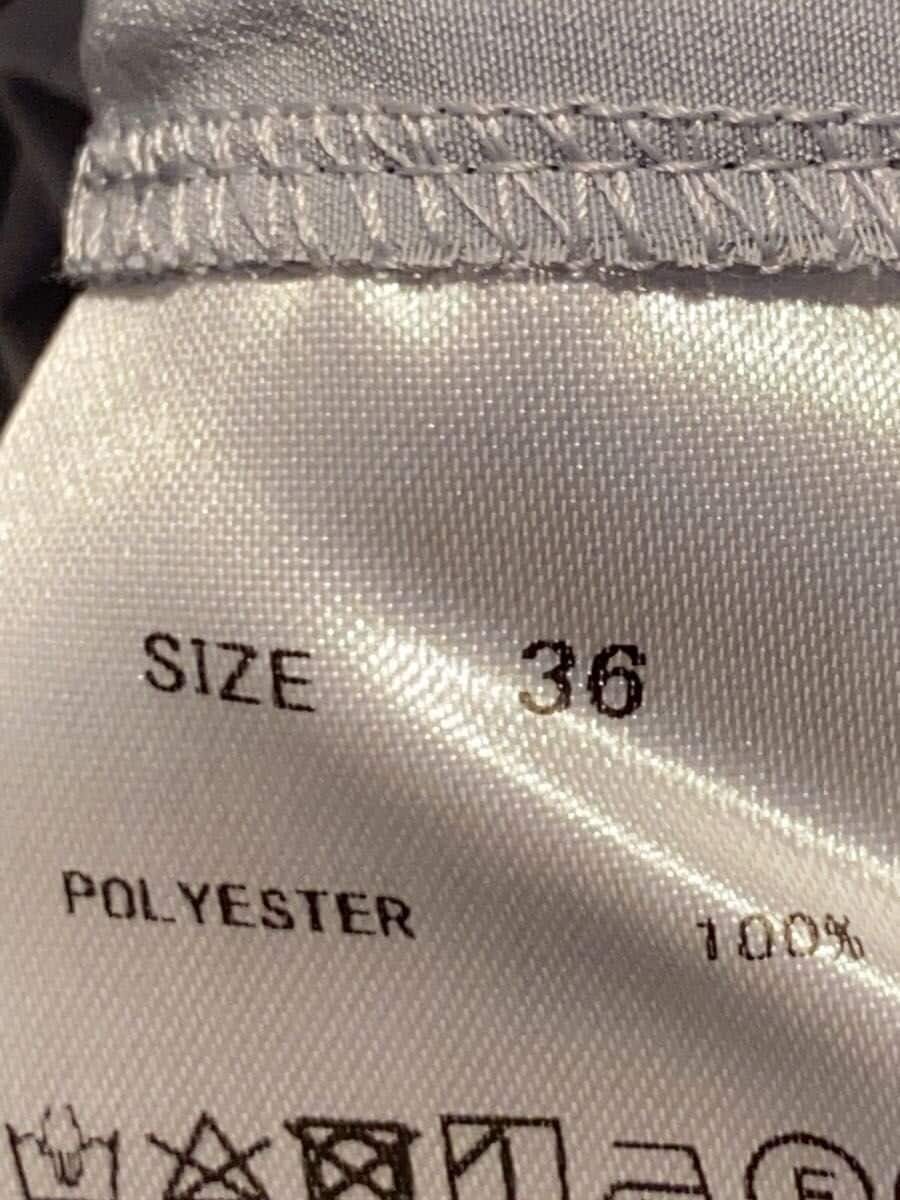 SIZE 36
POLYESTER 100%
F